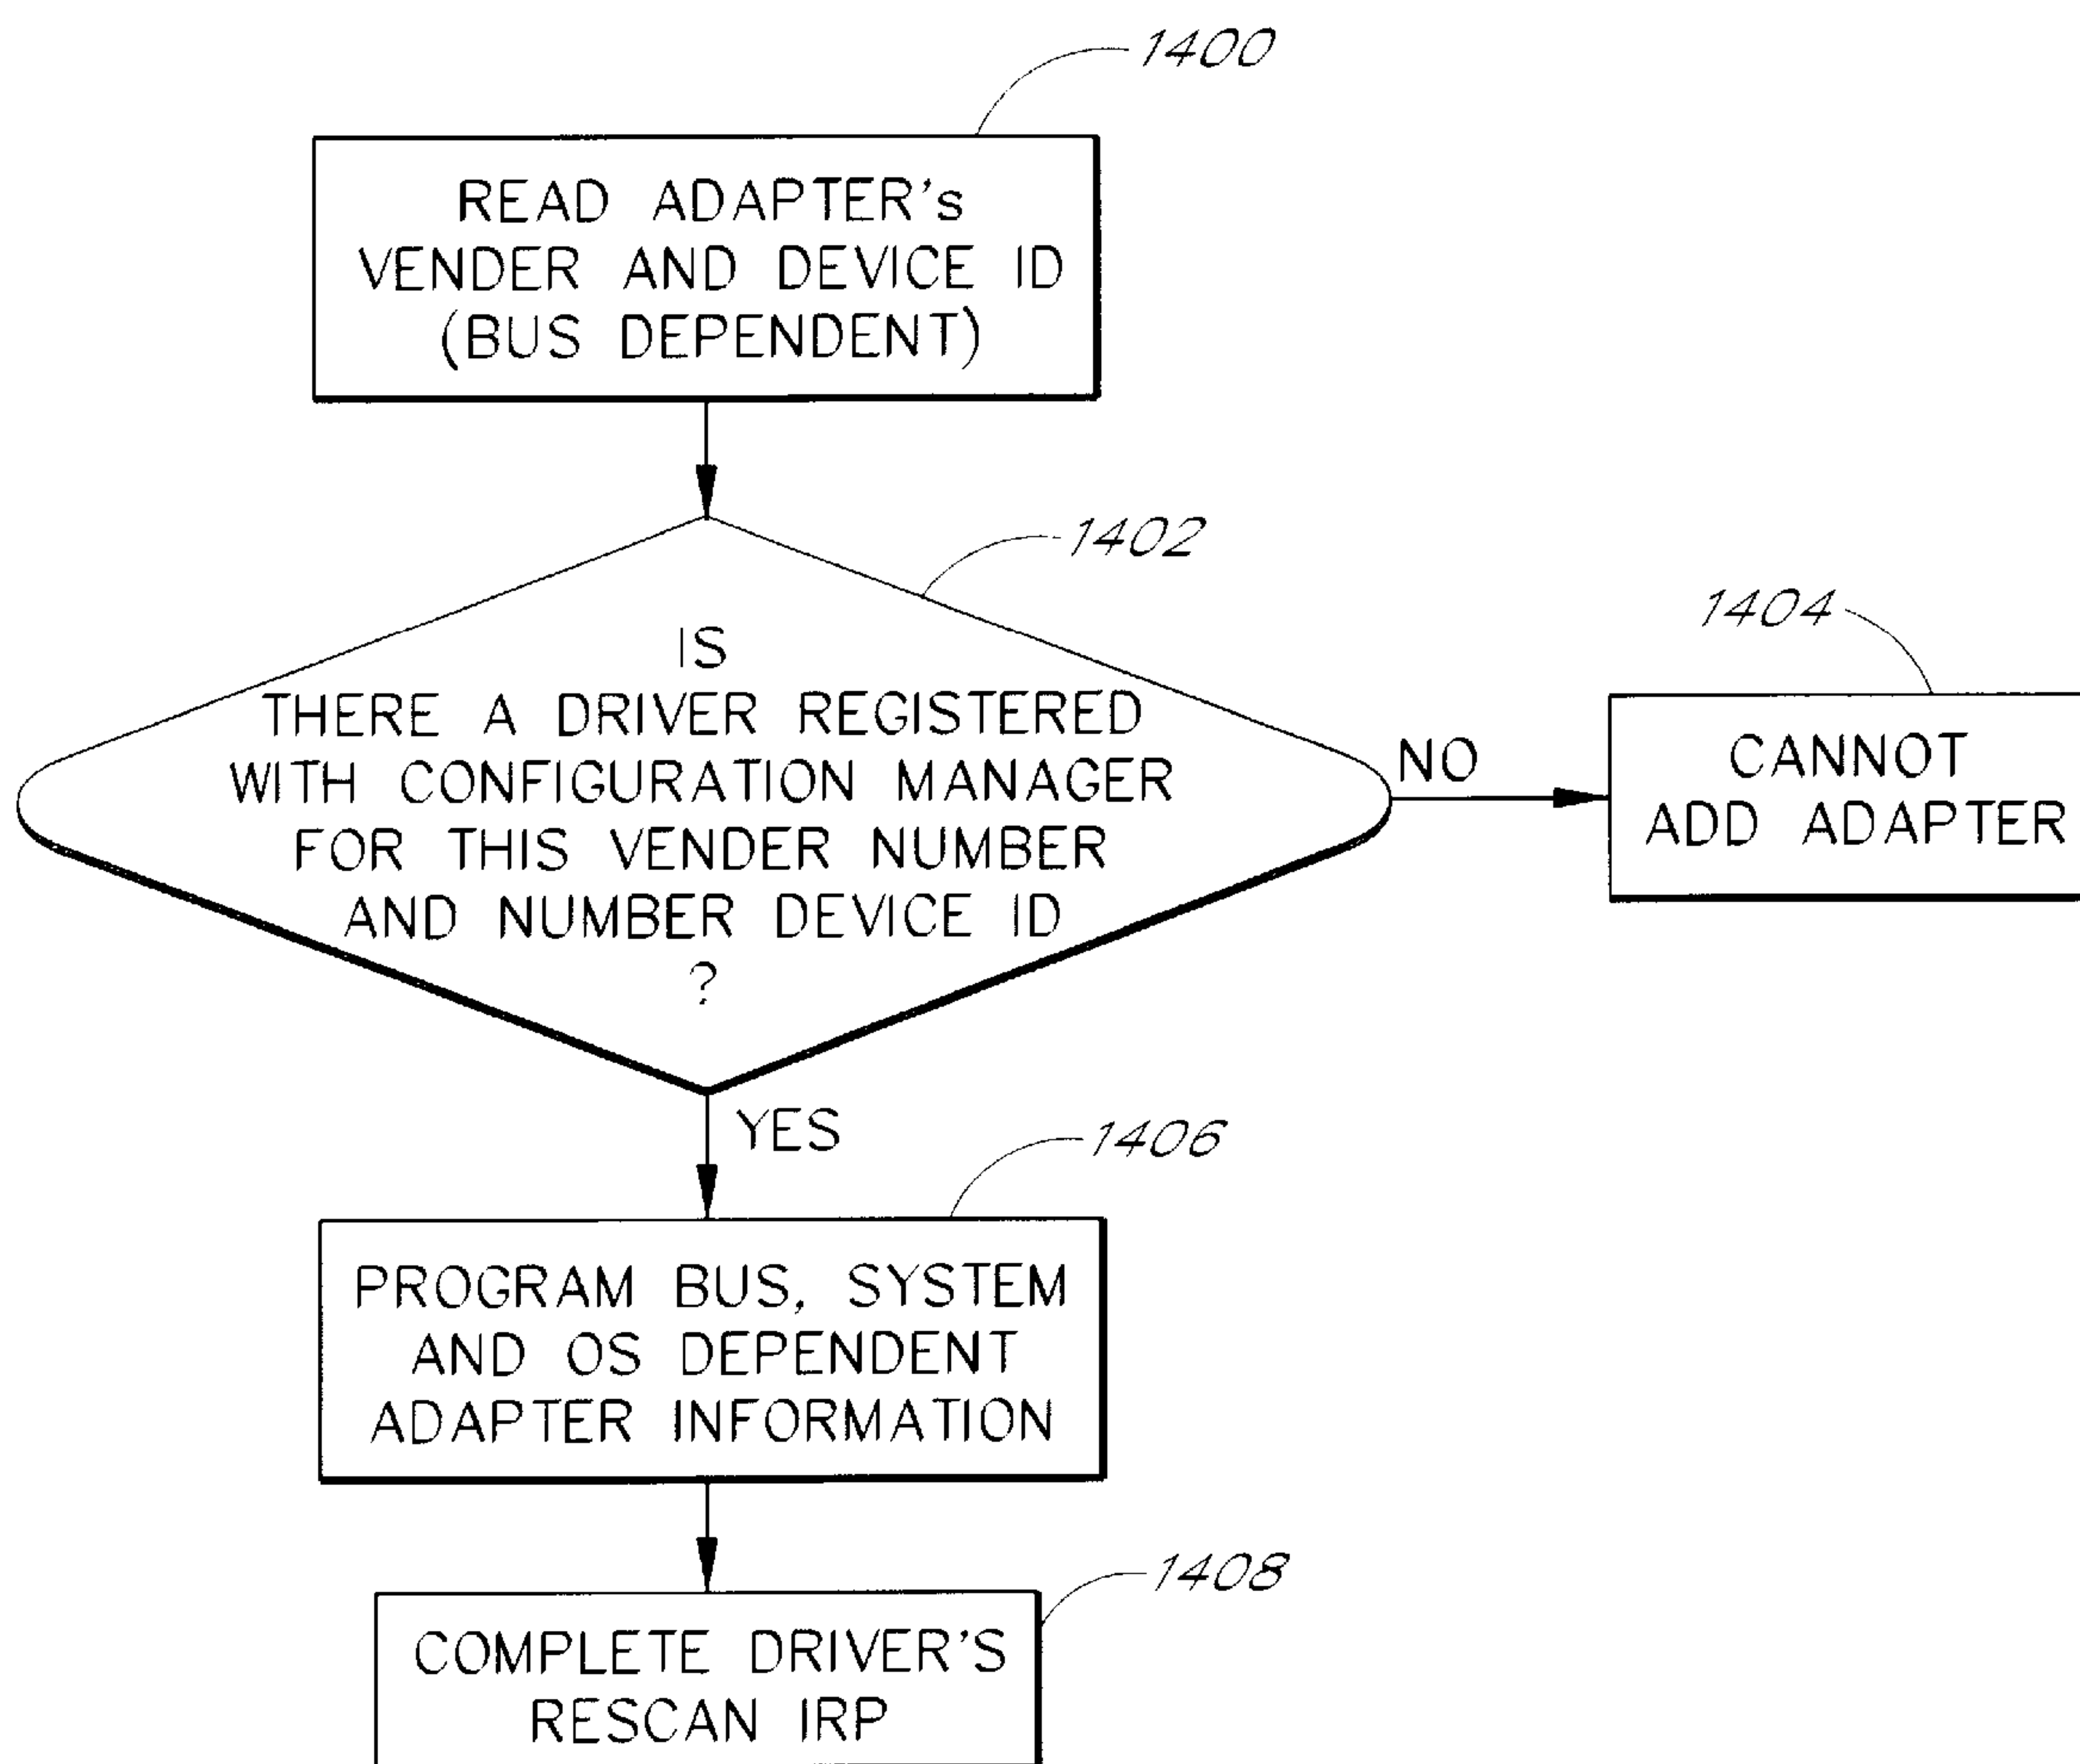 1400
READ ADAPTER's
VENDER AND DEVICE ID
(BUS DEPENDENT)
1402
IS
THERE A DRIVER REGISTERED
WITH CONFIGURATION MANAGER
FOR THIS VENDER NUMBER
AND NUMBER DEVICE ID
?
NO
1404
CANNOT
ADD ADAPTER
YES
1406
PROGRAM BUS, SYSTEM
AND OS DEPENDENT
ADAPTER INFORMATION
1408
COMPLETE DRIVER'S
RESCAN IRP